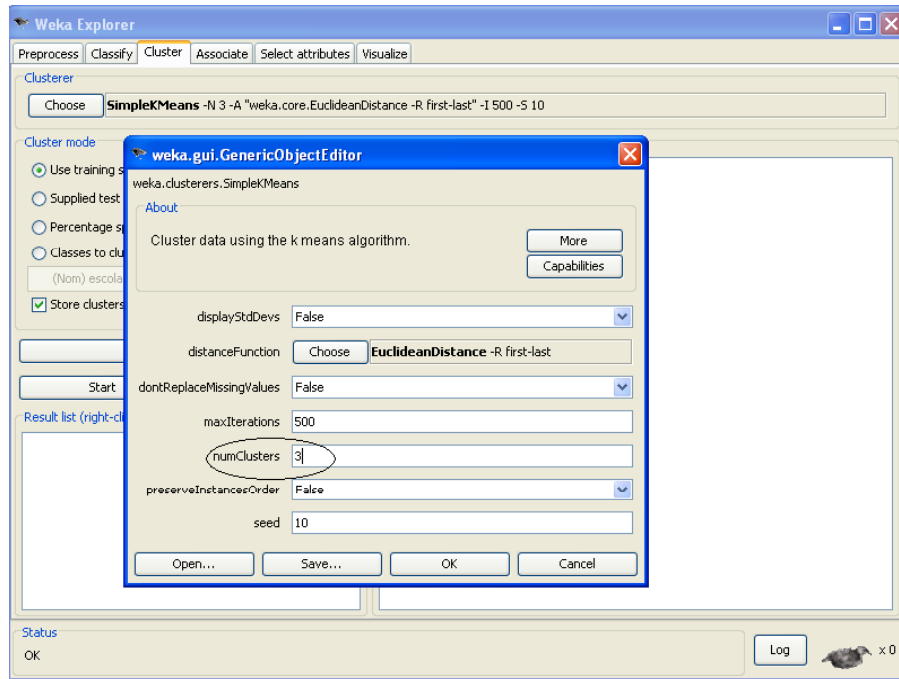 Weka Explorer
Preprocess Classify Cluster Associate Select attributes Visualize
Clusterer
Choose SimpleKMeans -N 3 -A "weka.core.EuclideanDistance -R first-last" -I 500 -S 10
Cluster mode
Use training s
Supplied test
Percentage sp
Classes to clu
(Nom) escola
Store clusters
Start
Result list (right-cli
weka.gui.GenericObjectEditor
weka.clusterers.SimpleKMeans
About
Cluster data using the k means algorithm.
More
Capabilities
displayStdDevs False
distanceFunction Choose EuclideanDistance -R first-last
dontReplaceMissingValues False
maxIterations 500
numClusters 3
preserveInstancesOrder False
seed 10
Open... Save... OK Cancel
Status
OK
Log
x 0